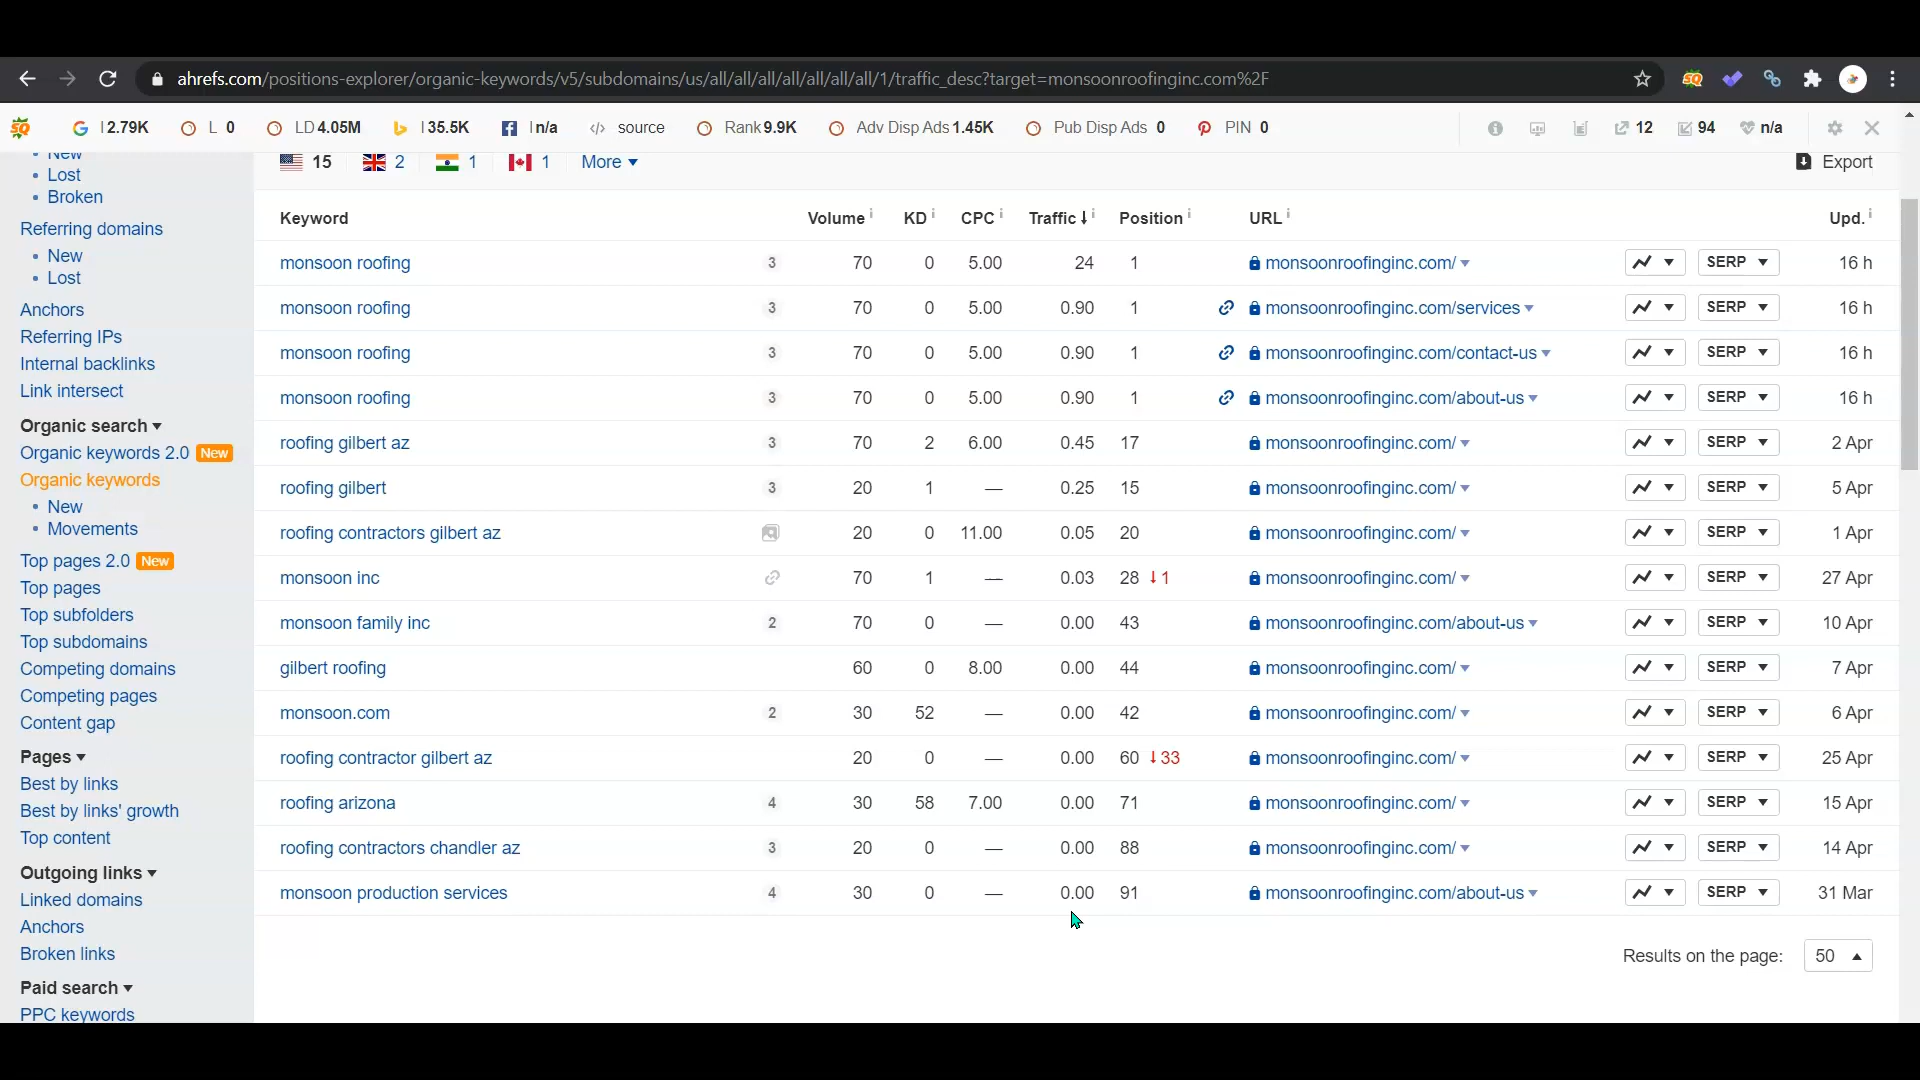 ahrefs.com/positions-explorer/organic-keywords/v5/subdomains/us/all/all/all/all/all/all/all/1/traffic_desc?target=monsoonroofinginc.com%2F
SQ I 2.79K L 0 LD 4.05M I 35.5K I n/a </> source Rank 9.9K Adv Disp Ads 1.45K Pub Disp Ads 0 PIN 0 12 94 n/a
15 2 1 1 More Export
Keyword Volume KD CPC Traffic Position URL Upd.
monsoon roofing 3 70 0 5.00 24 1 monsoonroofinginc.com/ SERP 16 h
monsoon roofing 3 70 0 5.00 0.90 1 monsoonroofinginc.com/services SERP 16 h
monsoon roofing 3 70 0 5.00 0.90 1 monsoonroofinginc.com/contact-us SERP 16 h
monsoon roofing 3 70 0 5.00 0.90 1 monsoonroofinginc.com/about-us SERP 16 h
roofing gilbert az 3 70 2 6.00 0.45 17 monsoonroofinginc.com/ SERP 2 Apr
roofing gilbert 3 20 1 — 0.25 15 monsoonroofinginc.com/ SERP 5 Apr
roofing contractors gilbert az 20 0 11.00 0.05 20 monsoonroofinginc.com/ SERP 1 Apr
monsoon inc 70 1 — 0.03 28 ↓1 monsoonroofinginc.com/ SERP 27 Apr
monsoon family inc 2 70 0 — 0.00 43 monsoonroofinginc.com/about-us SERP 10 Apr
gilbert roofing 60 0 8.00 0.00 44 monsoonroofinginc.com/ SERP 7 Apr
monsoon.com 2 30 52 — 0.00 42 monsoonroofinginc.com/ SERP 6 Apr
roofing contractor gilbert az 20 0 — 0.00 60 ↓33 monsoonroofinginc.com/ SERP 25 Apr
roofing arizona 4 30 58 7.00 0.00 71 monsoonroofinginc.com/ SERP 15 Apr
roofing contractors chandler az 3 20 0 — 0.00 88 monsoonroofinginc.com/ SERP 14 Apr
monsoon production services 4 30 0 — 0.00 91 monsoonroofinginc.com/about-us SERP 31 Mar
Results on the page: 50
New
Lost
Broken
Referring domains
New
Lost
Anchors
Referring IPs
Internal backlinks
Link intersect
Organic search
Organic keywords 2.0 New
Organic keywords
New
Movements
Top pages 2.0 New
Top pages
Top subfolders
Top subdomains
Competing domains
Competing pages
Content gap
Pages
Best by links
Best by links' growth
Top content
Outgoing links
Linked domains
Anchors
Broken links
Paid search
PPC keywords